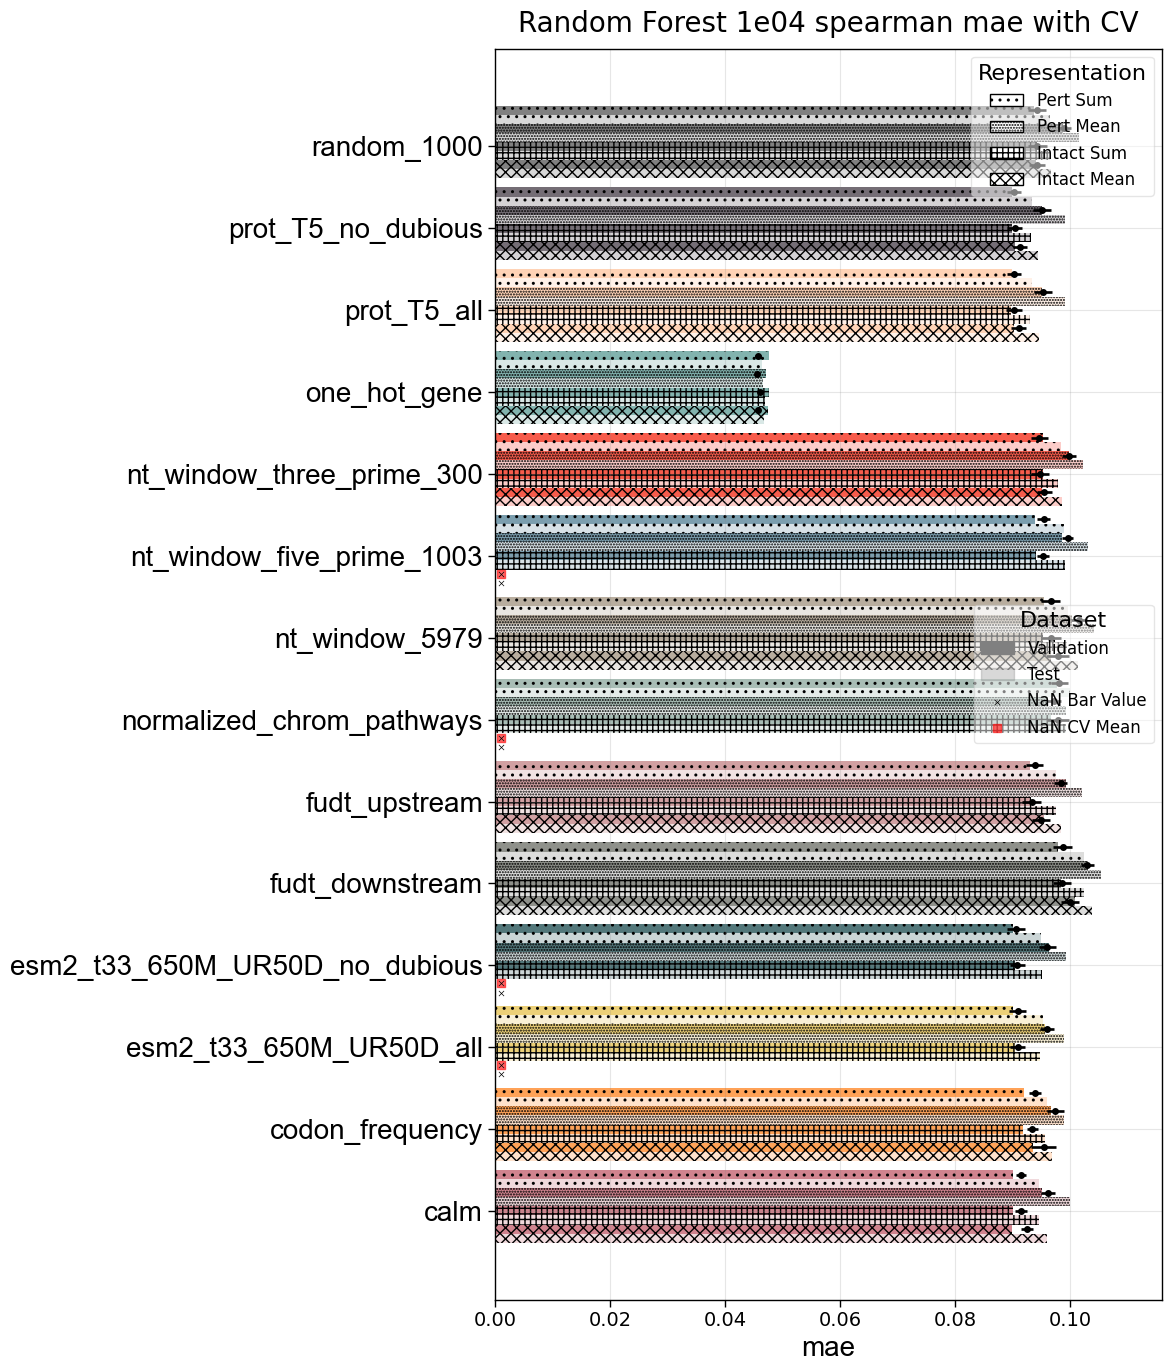 Random Forest 1e04 spearman mae with CV
Representation
Pert Sum
Pert Mean
Intact Sum
Intact Mean
random_1000
prot_T5_no_dubious
prot_T5_all
one_hot_gene
nt_window_three_prime_300
nt_window_five_prime_1003
nt_window_5979
Dataset
Validation
Test
NaN Bar Value
NaN CV Mean
normalized_chrom_pathways
fudt_upstream
fudt_downstream
esm2_t33_650M_UR50D_no_dubious
esm2_t33_650M_UR50D_all
codon_frequency
calm
0.00 0.02 0.04 0.06 0.08 0.10
mae